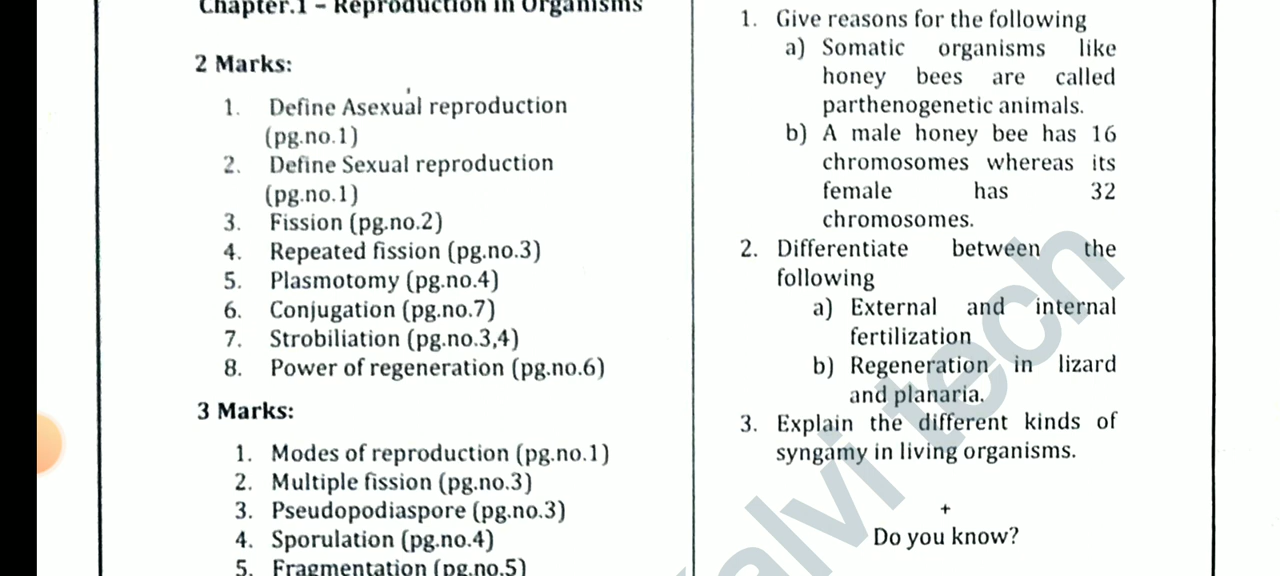 Chapter.1 – Reproduction in Organisms
2 Marks:
1. Define Asexual reproduction
(pg.no.1)
2. Define Sexual reproduction
(pg.no.1)
3. Fission (pg.no.2)
4. Repeated fission (pg.no.3)
5. Plasmotomy (pg.no.4)
6. Conjugation (pg.no.7)
7. Strobiliation (pg.no.3,4)
8. Power of regeneration (pg.no.6)
3 Marks:
1. Modes of reproduction (pg.no.1)
2. Multiple fission (pg.no.3)
3. Pseudopodiaspore (pg.no.3)
4. Sporulation (pg.no.4)
5. Fragmentation (pg.no.5)
1. Give reasons for the following
a) Somatic organisms like
honey bees are called
parthenogenetic animals.
b) A male honey bee has 16
chromosomes whereas its
female has 32
chromosomes.
2. Differentiate between the
following
a) External and internal
fertilization
b) Regeneration in lizard
and planaria.
3. Explain the different kinds of
syngamy in living organisms.
+
Do you know?
alvi tech